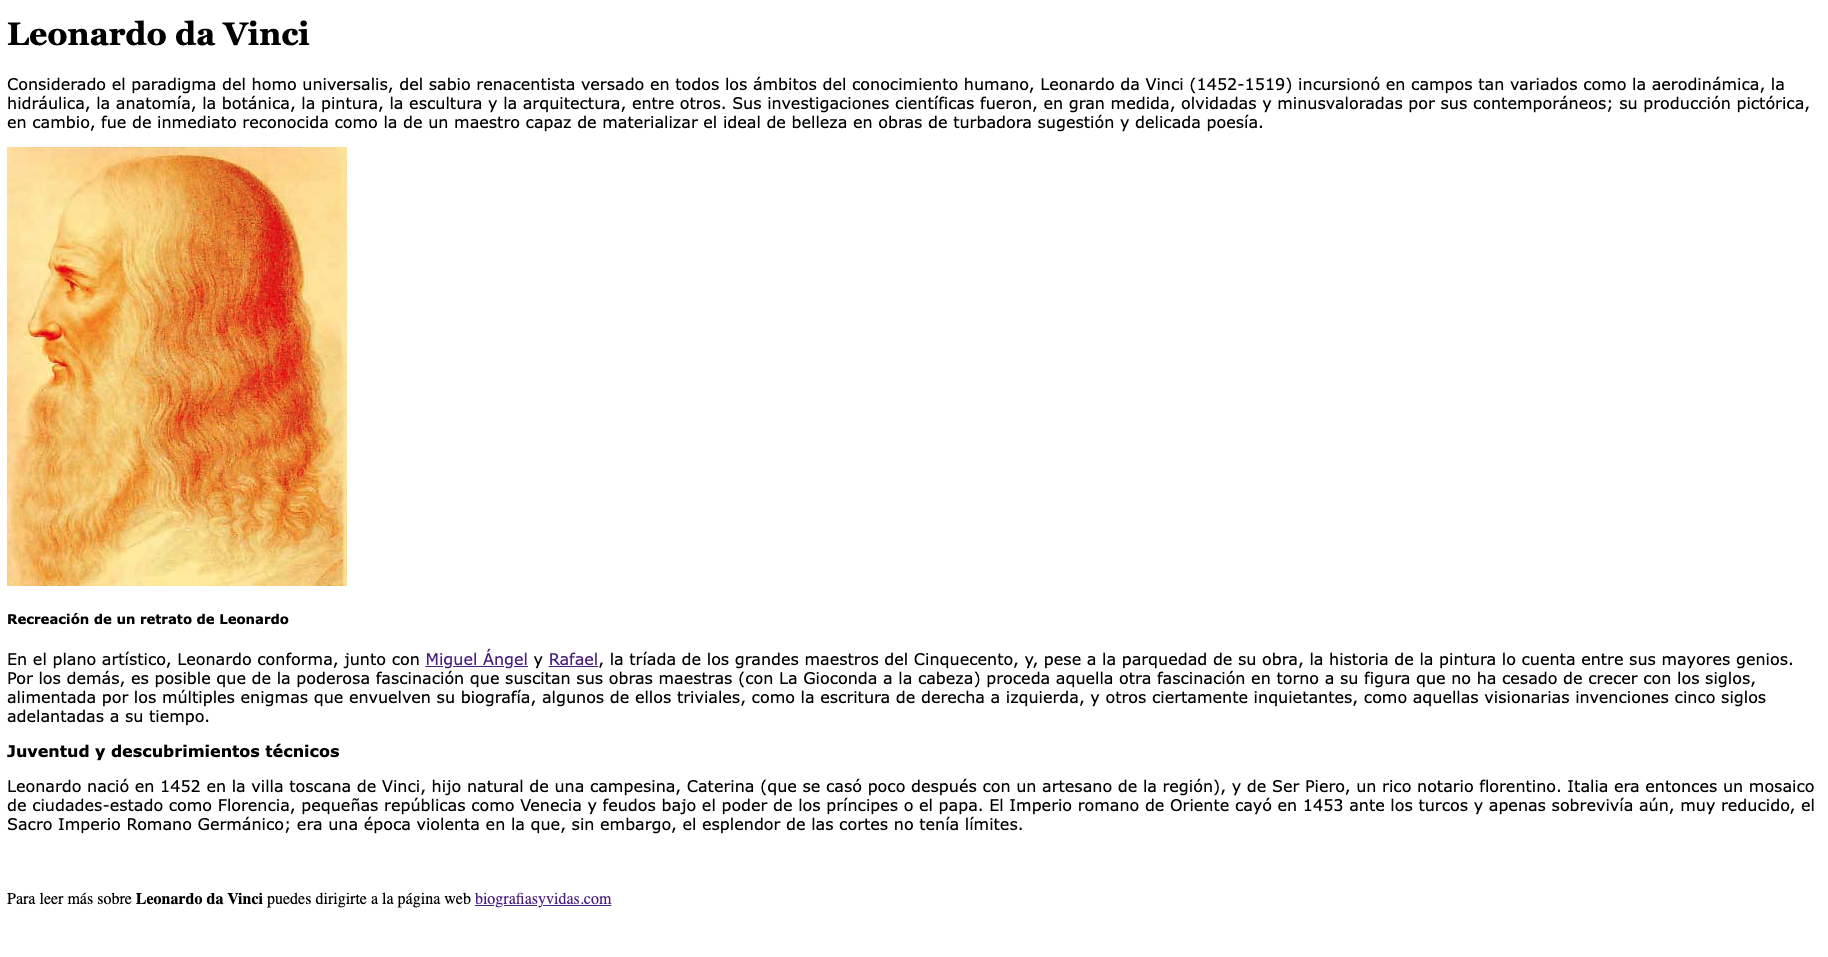 Leonardo da Vinci
Considerado el paradigma del homo universalis, del sabio renacentista versado en todos los ámbitos del conocimiento humano, Leonardo da Vinci (1452-1519) incursionó en campos tan variados como la aerodinámica, la
hidráulica, la anatomía, la botánica, la pintura, la escultura y la arquitectura, entre otros. Sus investigaciones científicas fueron, en gran medida, olvidadas y minusvaloradas por sus contemporáneos; su producción pictórica,
en cambio, fue de inmediato reconocida como la de un maestro capaz de materializar el ideal de belleza en obras de turbadora sugestión y delicada poesía.
Recreación de un retrato de Leonardo
En el plano artístico, Leonardo conforma, junto con Miguel Ángel y Rafael, la tríada de los grandes maestros del Cinquecento, y, pese a la parquedad de su obra, la historia de la pintura lo cuenta entre sus mayores genios.
Por los demás, es posible que de la poderosa fascinación que suscitan sus obras maestras (con La Gioconda a la cabeza) proceda aquella otra fascinación en torno a su figura que no ha cesado de crecer con los siglos,
alimentada por los múltiples enigmas que envuelven su biografía, algunos de ellos triviales, como la escritura de derecha a izquierda, y otros ciertamente inquietantes, como aquellas visionarias invenciones cinco siglos
adelantadas a su tiempo.
Juventud y descubrimientos técnicos
Leonardo nació en 1452 en la villa toscana de Vinci, hijo natural de una campesina, Caterina (que se casó poco después con un artesano de la región), y de Ser Piero, un rico notario florentino. Italia era entonces un mosaico
de ciudades-estado como Florencia, pequeñas repúblicas como Venecia y feudos bajo el poder de los príncipes o el papa. El Imperio romano de Oriente cayó en 1453 ante los turcos y apenas sobrevivía aún, muy reducido, el
Sacro Imperio Romano Germánico; era una época violenta en la que, sin embargo, el esplendor de las cortes no tenía límites.
Para leer más sobre Leonardo da Vinci puedes dirigirte a la página web biografiasyvidas.com